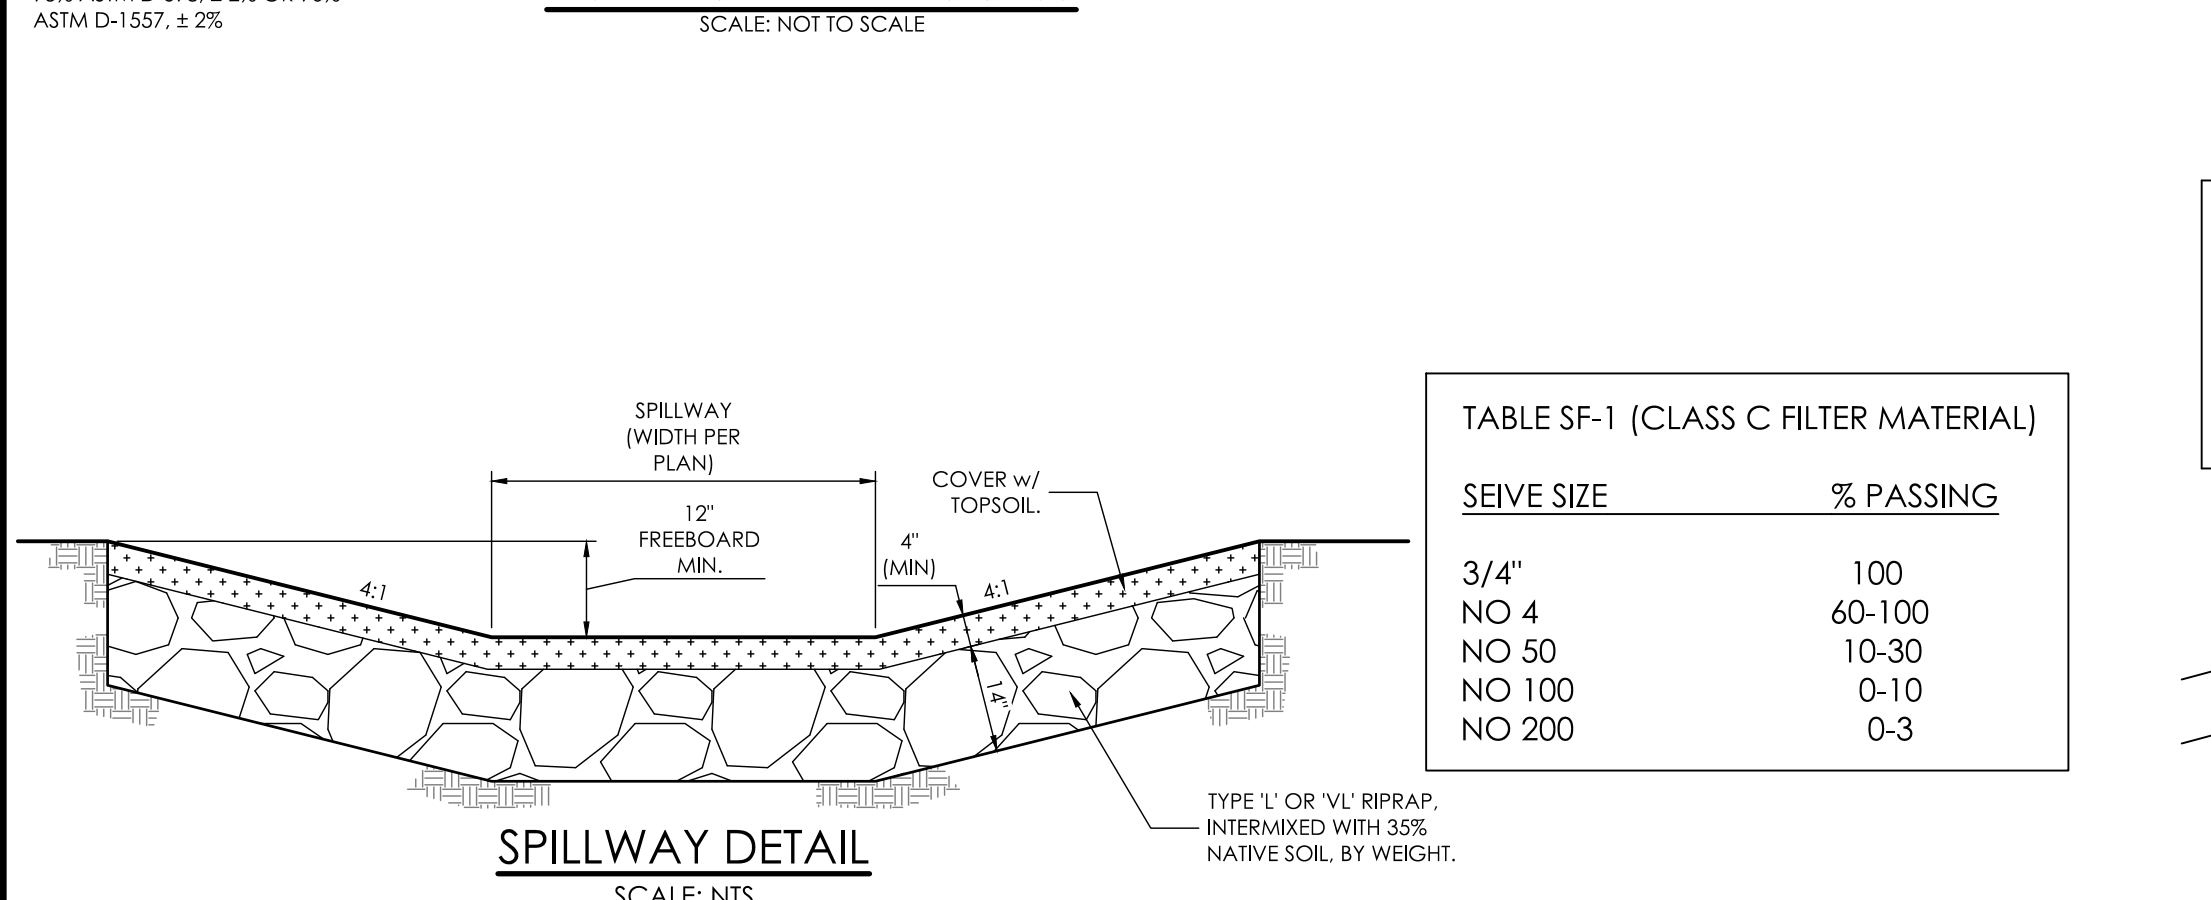 ASTM D-1557, ± 2%
SCALE: NOT TO SCALE
SPILLWAY
(WIDTH PER
PLAN)
12"
FREEBOARD
MIN.
COVER w/
TOPSOIL.
4"
(MIN)
4:1
4:1
14"
TYPE 'L' OR 'VL' RIPRAP,
INTERMIXED WITH 35%
NATIVE SOIL, BY WEIGHT.
SPILLWAY DETAIL
SCALE: NTS
TABLE SF-1 (CLASS C FILTER MATERIAL)
SEIVE SIZE % PASSING
3/4" 100
NO 4 60-100
NO 50 10-30
NO 100 0-10
NO 200 0-3